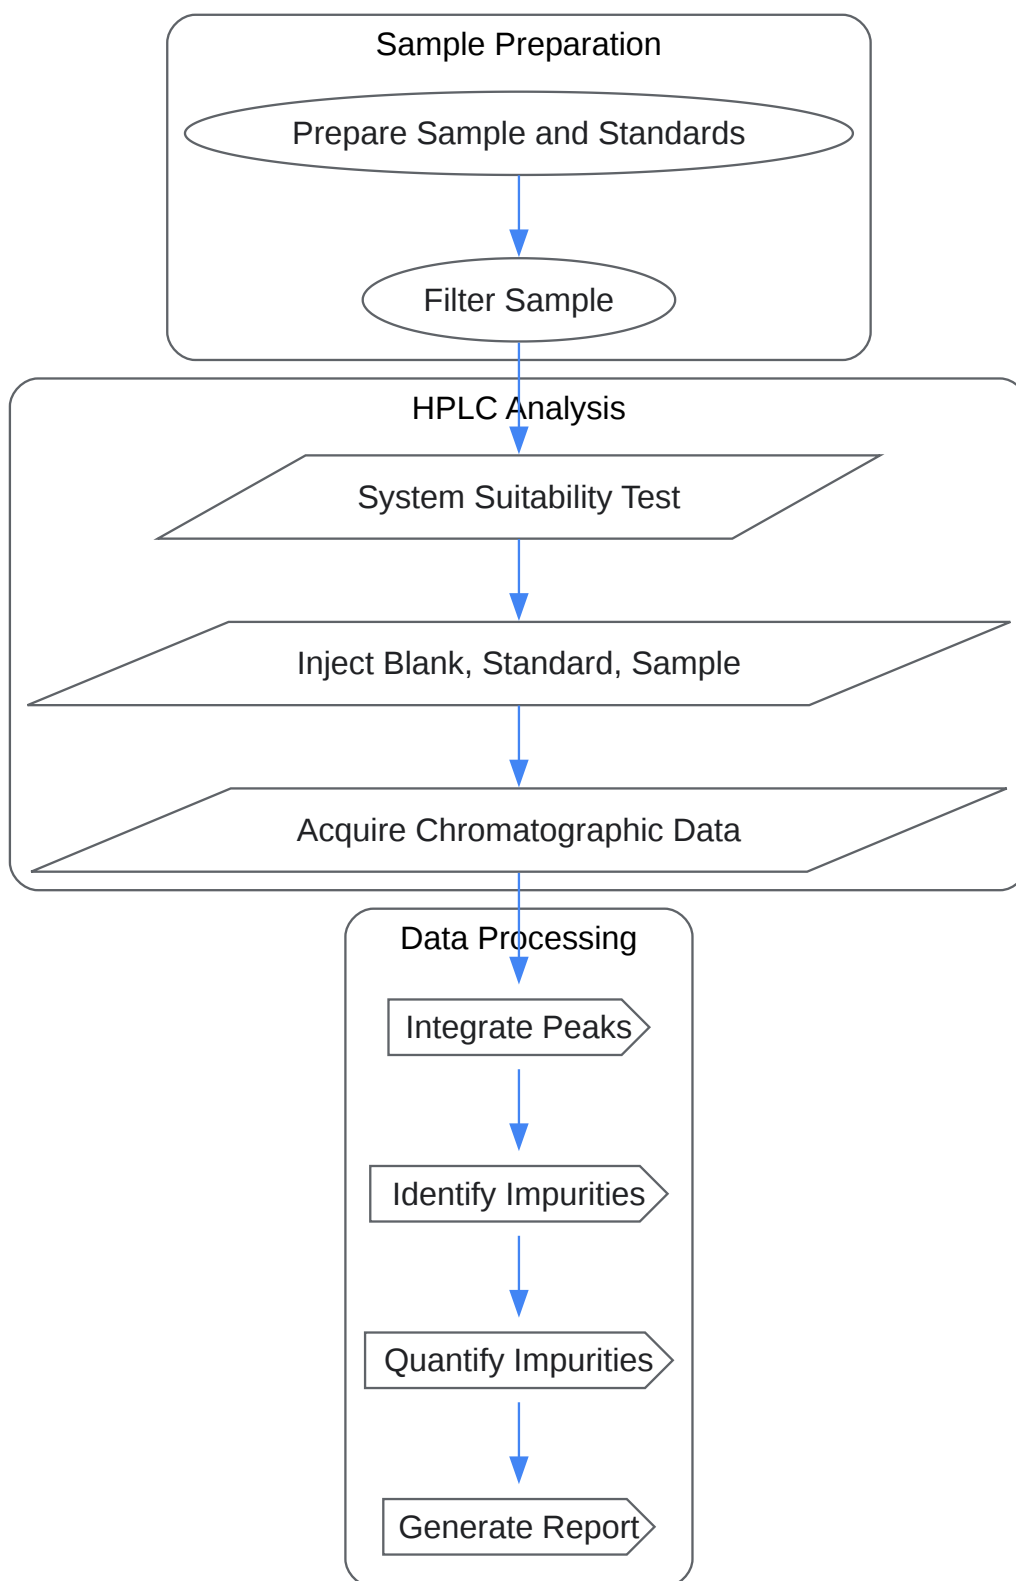 Sample Preparation
Prepare Sample and Standards
Filter Sample
HPLC Analysis
System Suitability Test
Inject Blank, Standard, Sample
Acquire Chromatographic Data
Data Processing
Integrate Peaks
Identify Impurities
Quantify Impurities
Generate Report